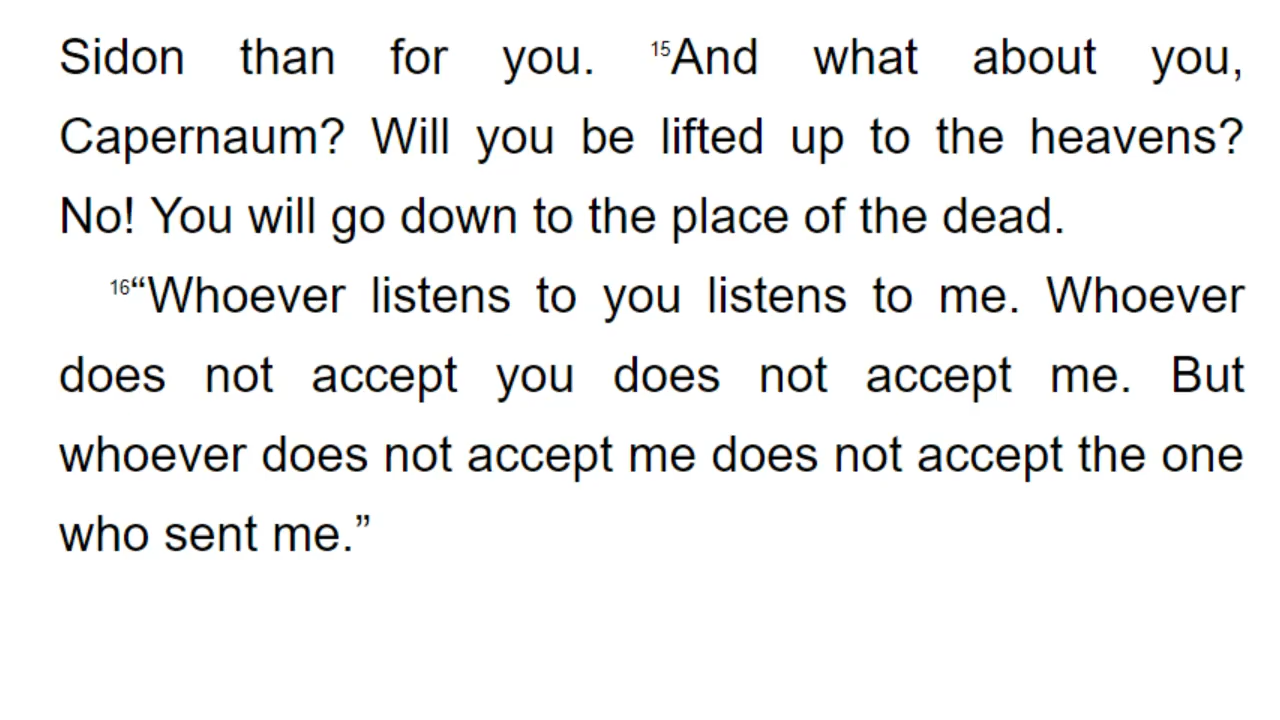 Sidon than for you. 15And what about you,
Capernaum? Will you be lifted up to the heavens?
No! You will go down to the place of the dead.
16“Whoever listens to you listens to me. Whoever
does not accept you does not accept me. But
whoever does not accept me does not accept the one
who sent me.”